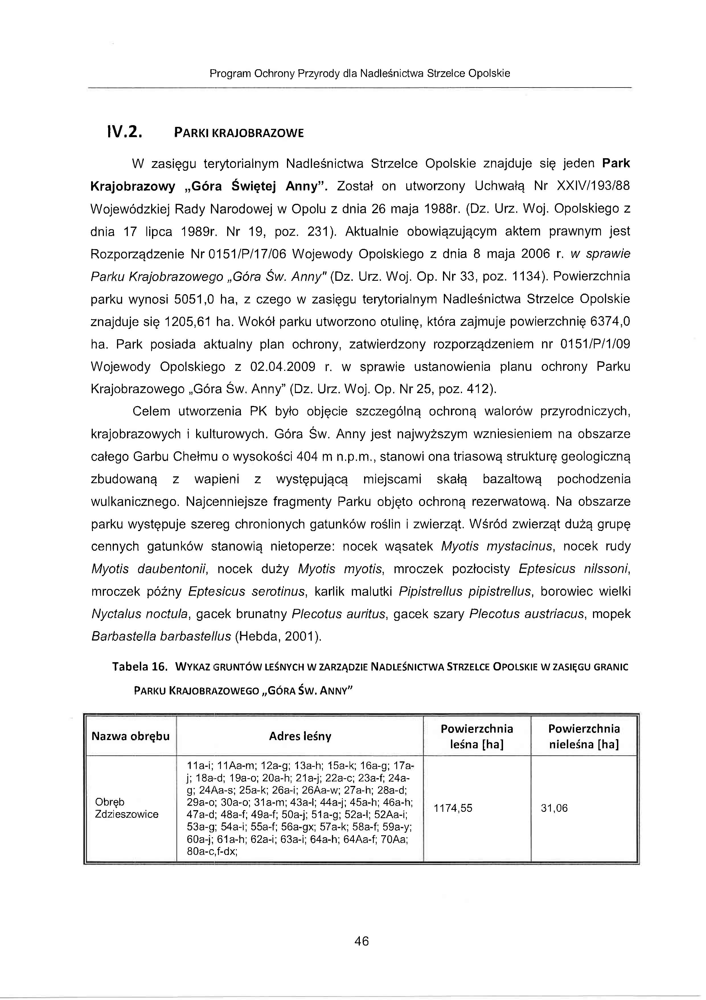 Program Ochrony Przyrody dla Nadleśnictwa Strzelce Opolskie
IV.2. PARKI KRAJOBRAZOWE
W zasięgu terytorialnym Nadleśnictwa Strzelce Opolskie znajduje się jeden Park
Krajobrazowy „Góra Świętej Anny”. Został on utworzony Uchwałą Nr XXIV/193/88
Wojewódzkiej Rady Narodowej w Opolu z dnia 26 maja 1988r. (Dz. Urz. Woj. Opolskiego z
dnia 17 lipca 1989r. Nr 19, poz. 231). Aktualnie obowiązującym aktem prawnym jest
Rozporządzenie Nr 0151/P/17/06 Wojewody Opolskiego z dnia 8 maja 2006 r. w sprawie
Parku Krajobrazowego „Góra Św. Anny" (Dz. Urz. Woj. Op. Nr 33, poz. 1134). Powierzchnia
parku wynosi 5051,0 ha, z czego w zasięgu terytorialnym Nadleśnictwa Strzelce Opolskie
znajduje się 1205,61 ha. Wokół parku utworzono otulinę, która zajmuje powierzchnię 6374,0
ha. Park posiada aktualny plan ochrony, zatwierdzony rozporządzeniem nr 0151/P/1/09
Wojewody Opolskiego z 02.04.2009 r. w sprawie ustanowienia planu ochrony Parku
Krajobrazowego „Góra Św. Anny” (Dz. Urz. Woj. Op. Nr 25, poz. 412).
Celem utworzenia PK było objęcie szczególną ochroną walorów przyrodniczych,
krajobrazowych i kulturowych. Góra Św. Anny jest najwyższym wzniesieniem na obszarze
całego Garbu Chełmu o wysokości 404 m n.p.m., stanowi ona triasową strukturę geologiczną
zbudowaną z wapieni z występującą miejscami skałą bazaltową pochodzenia
wulkanicznego. Najcenniejsze fragmenty Parku objęto ochroną rezerwatową. Na obszarze
parku występuje szereg chronionych gatunków roślin i zwierząt. Wśród zwierząt dużą grupę
cennych gatunków stanowią nietoperze: nocek wąsatek Myotis mystacinus, nocek rudy
Myotis daubentonii, nocek duży Myotis myotis, mroczek pozłocisty Eptesicus nilssoni,
mroczek późny Eptesicus serotinus, karlik malutki Pipistrellus pipistrellus, borowiec wielki
Nyctalus noctula, gacek brunatny Plecotus auritus, gacek szary Plecotus austriacus, mopek
Barbastella barbastellus (Hebda, 2001).
Tabela 16. WYKAZ GRUNTÓW LEŚNYCH W ZARZĄDZIE NADLEŚNICTWA STRZELCE OPOLSKIE W ZASIĘGU GRANIC
PARKU KRAJOBRAZOWEGO „GÓRA ŚW. ANNY"
Nazwa obrębu
Adres leśny
Powierzchnia
leśna [ha]
Powierzchnia
nieleśna [ha]
Obręb
Zdzieszowice
11a-i; 11Aa-m; 12a-g; 13a-h; 15a-k; 16a-g; 17a-
j; 18a-d; 19a-o; 20a-h; 21a-j; 22a-c; 23a-f; 24a-
g; 24Aa-s; 25a-k; 26a-i; 26Aa-w; 27a-h; 28a-d;
29a-o; 30a-o; 31a-m; 43a-l; 44a-j; 45a-h; 46a-h;
47a-d; 48a-f; 49a-f; 50a-j; 51a-g; 52a-l; 52Aa-i;
53a-g; 54a-i; 55a-f; 56a-gx; 57a-k; 58a-f; 59a-y;
60a-j; 61a-h; 62a-i; 63a-i; 64a-h; 64Aa-f; 70Aa;
80a-c,f-dx;
1174,55
31,06
46